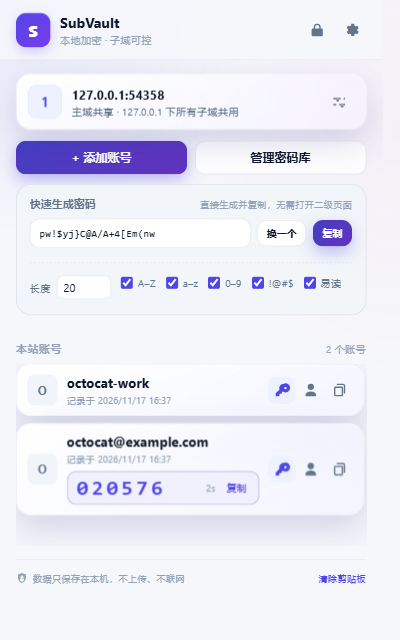 S SubVault
本地加密 · 子域可控
1 127.0.0.1:54358
主域共享 · 127.0.0.1 下所有子域共用
+ 添加账号 管理密码库
快速生成密码 直接生成并复制，无需打开二级页面
pw!$yj}C@A/A+4[Em(nw 换一个 复制
长度 20 A–Z a–z 0–9 !@#$ 易读
本站账号 2 个账号
O octocat-work
记录于 2026/11/17 16:37
O octocat@example.com
记录于 2026/11/17 16:37
020576 2s 复制
数据只保存在本机，不上传、不联网 清除剪贴板